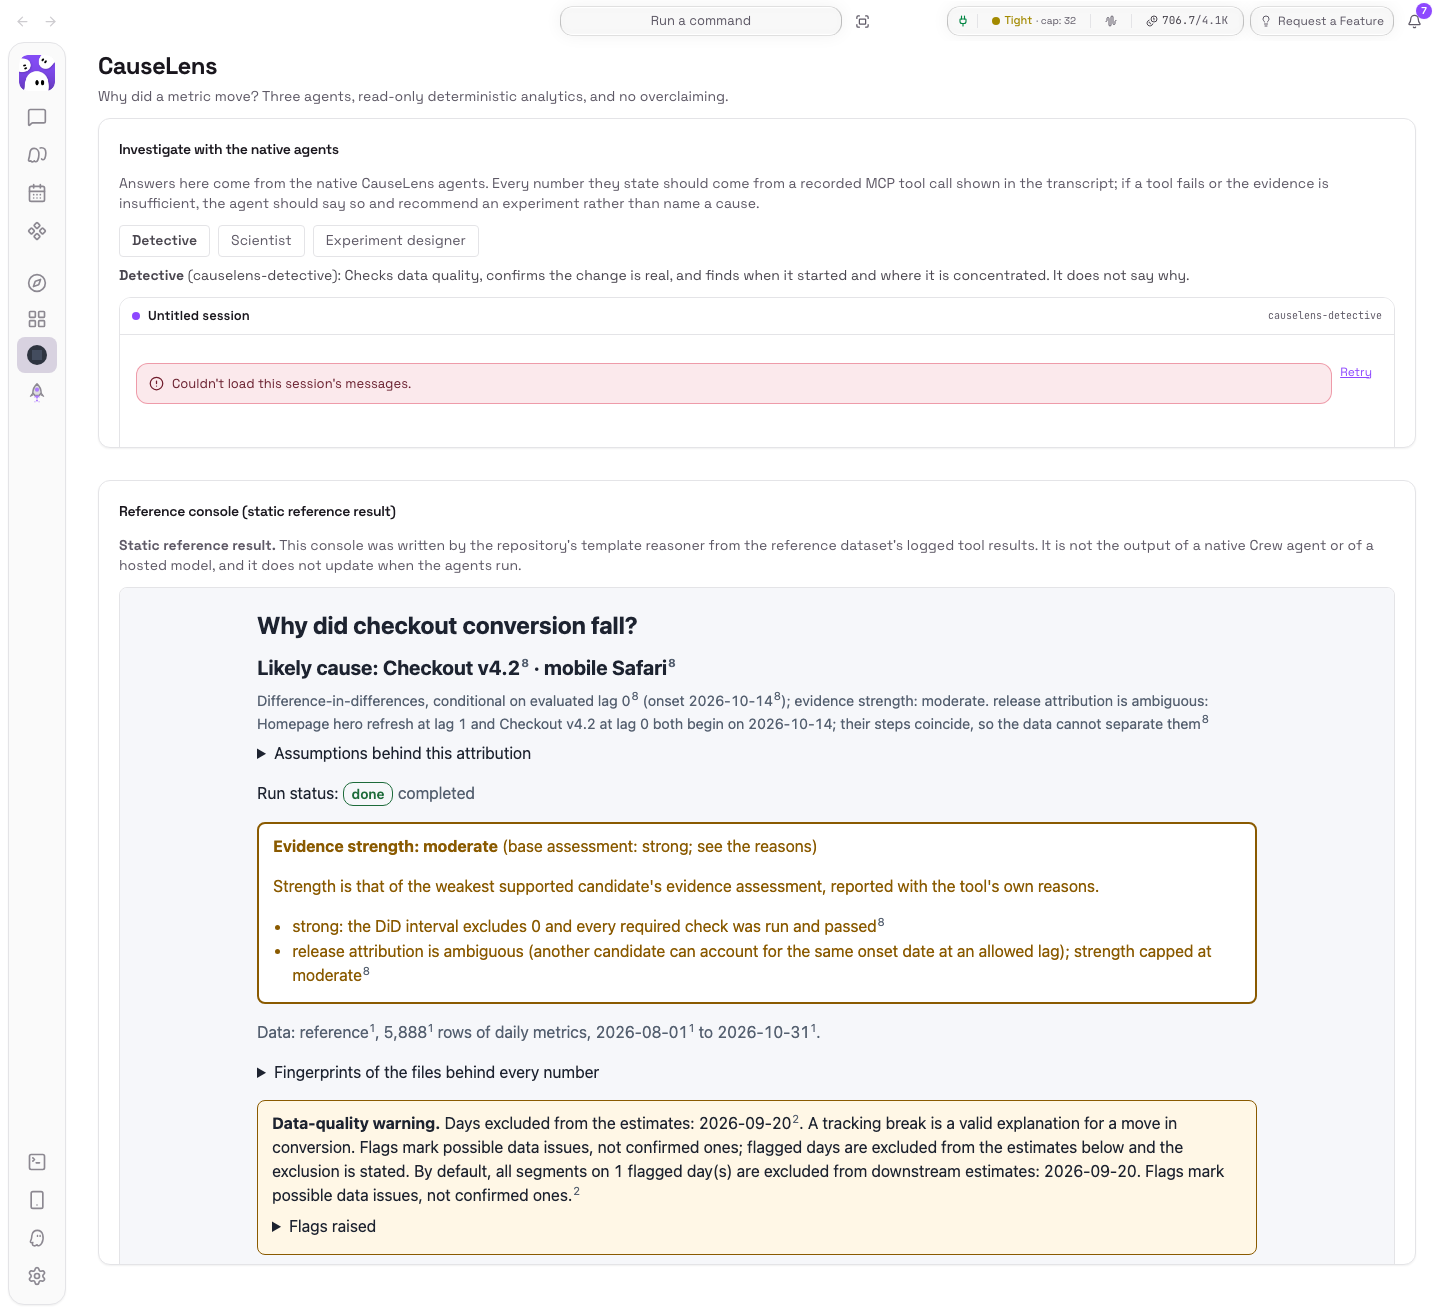 Run a command
Tight · cap: 32
706.7/4.1K
Request a Feature
7
CauseLens
Why did a metric move? Three agents, read-only deterministic analytics, and no overclaiming.
Investigate with the native agents
Answers here come from the native CauseLens agents. Every number they state should come from a recorded MCP tool call shown in the transcript; if a tool fails or the evidence is
insufficient, the agent should say so and recommend an experiment rather than name a cause.
Detective
Scientist
Experiment designer
Detective (causelens-detective): Checks data quality, confirms the change is real, and finds when it started and where it is concentrated. It does not say why.
Untitled session
causelens-detective
Couldn't load this session's messages.
Retry
Reference console (static reference result)
Static reference result. This console was written by the repository's template reasoner from the reference dataset's logged tool results. It is not the output of a native Crew agent or of a
hosted model, and it does not update when the agents run.
Why did checkout conversion fall?
Likely cause: Checkout v4.2⁸ · mobile Safari⁸
Difference-in-differences, conditional on evaluated lag 0⁸ (onset 2026-10-14⁸); evidence strength: moderate. release attribution is ambiguous:
Homepage hero refresh at lag 1 and Checkout v4.2 at lag 0 both begin on 2026-10-14; their steps coincide, so the data cannot separate them⁸
Assumptions behind this attribution
Run status: done completed
Evidence strength: moderate (base assessment: strong; see the reasons)
Strength is that of the weakest supported candidate's evidence assessment, reported with the tool's own reasons.
• strong: the DiD interval excludes 0 and every required check was run and passed⁸
• release attribution is ambiguous (another candidate can account for the same onset date at an allowed lag); strength capped at
moderate⁸
Data: reference¹, 5,888¹ rows of daily metrics, 2026-08-01¹ to 2026-10-31¹.
Fingerprints of the files behind every number
Data-quality warning. Days excluded from the estimates: 2026-09-20². A tracking break is a valid explanation for a move in
conversion. Flags mark possible data issues, not confirmed ones; flagged days are excluded from the estimates below and the
exclusion is stated. By default, all segments on 1 flagged day(s) are excluded from downstream estimates: 2026-09-20. Flags mark
possible data issues, not confirmed ones.²
Flags raised